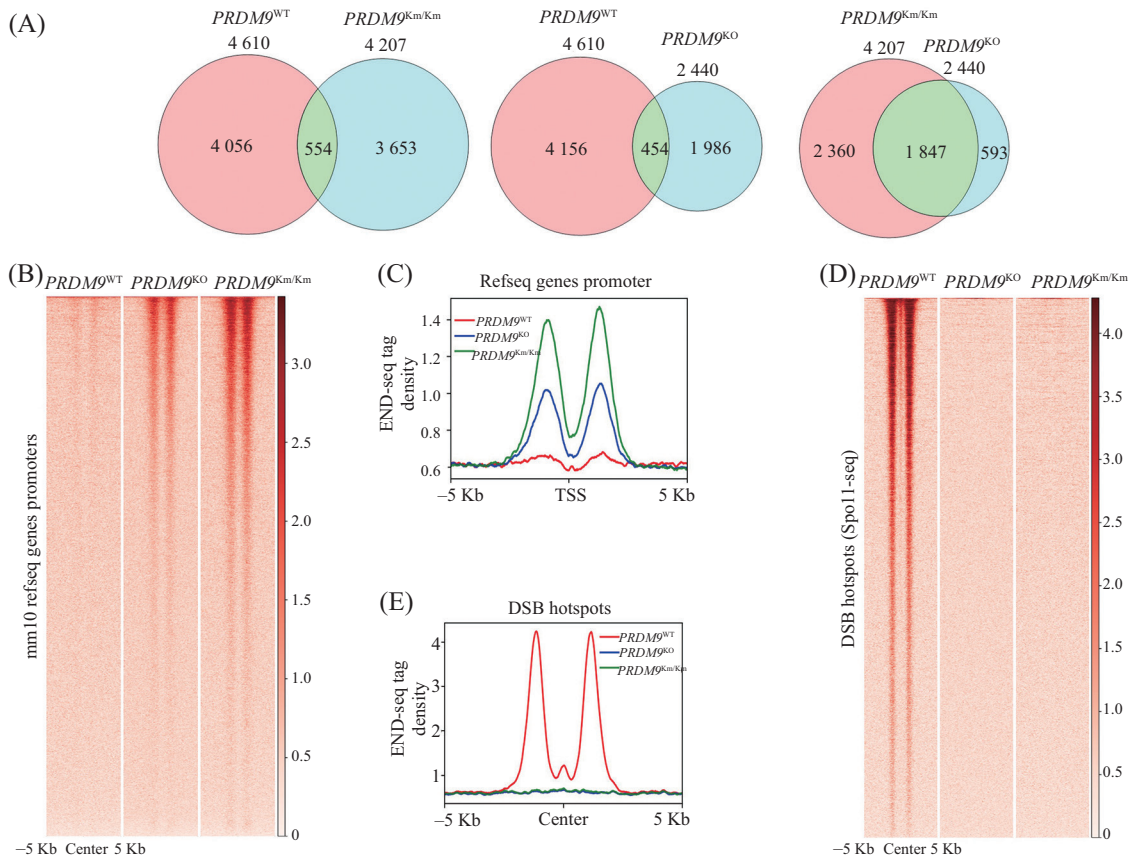 (A)
PRDM9WT
PRDM9Km/Km
4 610
4 207
4 056
554
3 653
PRDM9WT
4 610
PRDM9KO
2 440
4 156
454
1 986
PRDM9Km/Km
4 207
PRDM9KO
2 440
2 360
1 847
593
(B)
PRDM9WT PRDM9KO PRDM9Km/Km
mm10 refseq genes promoters
3.0
2.5
2.0
1.5
1.0
0.5
0
−5 Kb Center 5 Kb
(C)
Refseq genes promoter
PRDM9WT
PRDM9KO
PRDM9Km/Km
END-seq tag
density
1.4
1.2
1.0
0.8
0.6
−5 Kb TSS 5 Kb
(E)
DSB hotspots
PRDM9WT
PRDM9KO
PRDM9Km/Km
END-seq tag
density
4
3
2
1
−5 Kb Center 5 Kb
(D)
PRDM9WT PRDM9KO PRDM9Km/Km
DSB hotspots (Spo11-seq)
4.0
3.5
3.0
2.5
2.0
1.5
1.0
0.5
0
−5 Kb Center 5 Kb